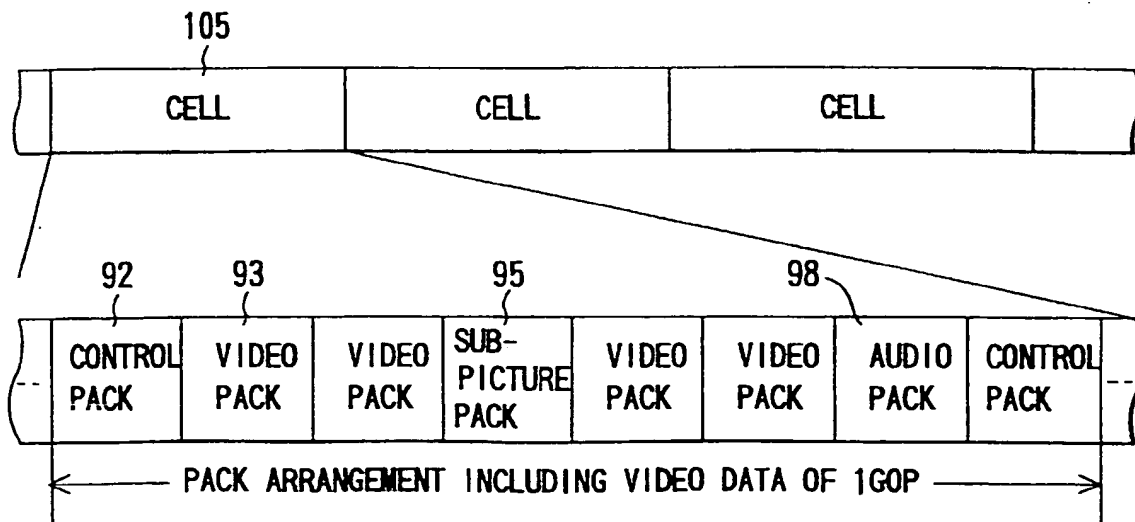 105
CELL CELL CELL
92 93 95 98
CONTROL PACK VIDEO PACK VIDEO PACK SUB-PICTURE PACK VIDEO PACK VIDEO PACK AUDIO PACK CONTROL PACK
PACK ARRANGEMENT INCLUDING VIDEO DATA OF 1GOP